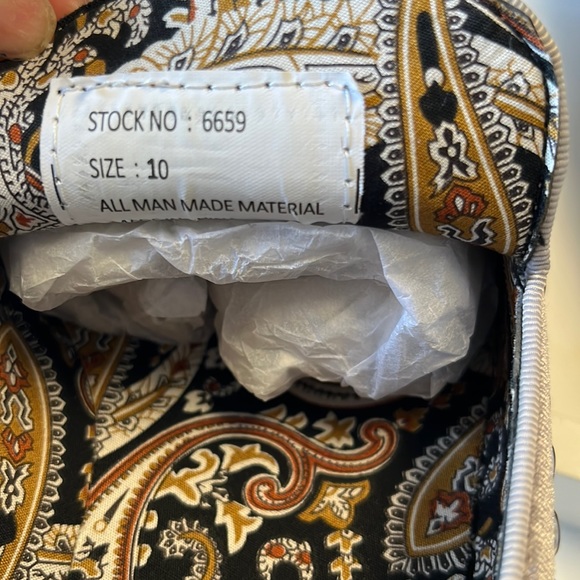 STOCK NO : 6659
SIZE : 10
ALL MAN MADE MATERIAL